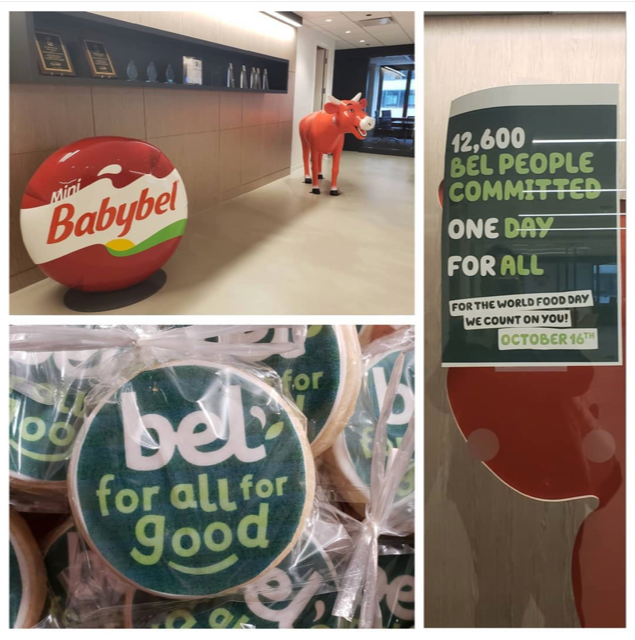 Mini
Babybel
12,600
BEL PEOPLE
COMMITTED
ONE DAY
FOR ALL
FOR THE WORLD FOOD DAY
WE COUNT ON YOU!
OCTOBER 16TH
bel
for all for
good
for